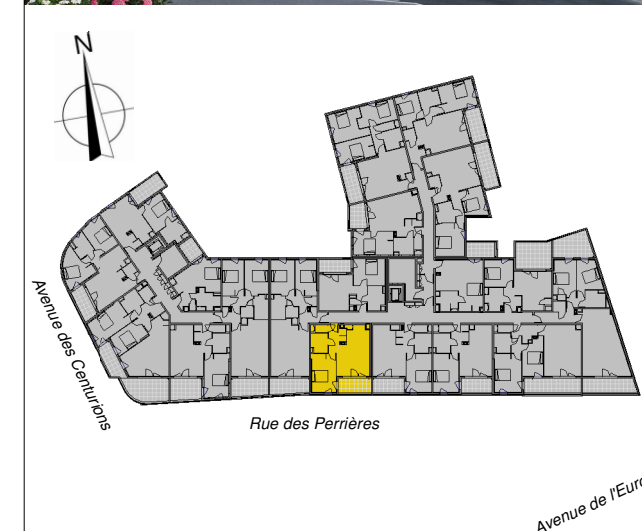 N
Avenue des Centurions
Rue des Perrières
Avenue de l'Euro